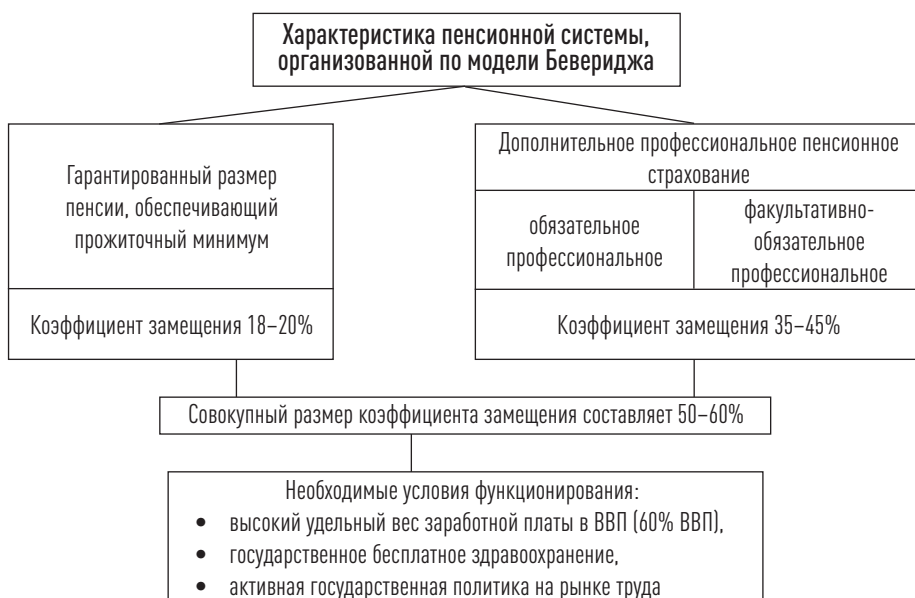 Характеристика пенсионной системы,
организованной по модели Бевериджа
Гарантированный размер
пенсии, обеспечивающий
прожиточный минимум
Коэффициент замещения 18–20%
Дополнительное профессиональное пенсионное
страхование
обязательное
профессиональное
факультативно-
обязательное
профессиональное
Коэффициент замещения 35–45%
Совокупный размер коэффициента замещения составляет 50–60%
Необходимые условия функционирования:
• высокий удельный вес заработной платы в ВВП (60% ВВП),
• государственное бесплатное здравоохранение,
• активная государственная политика на рынке труда